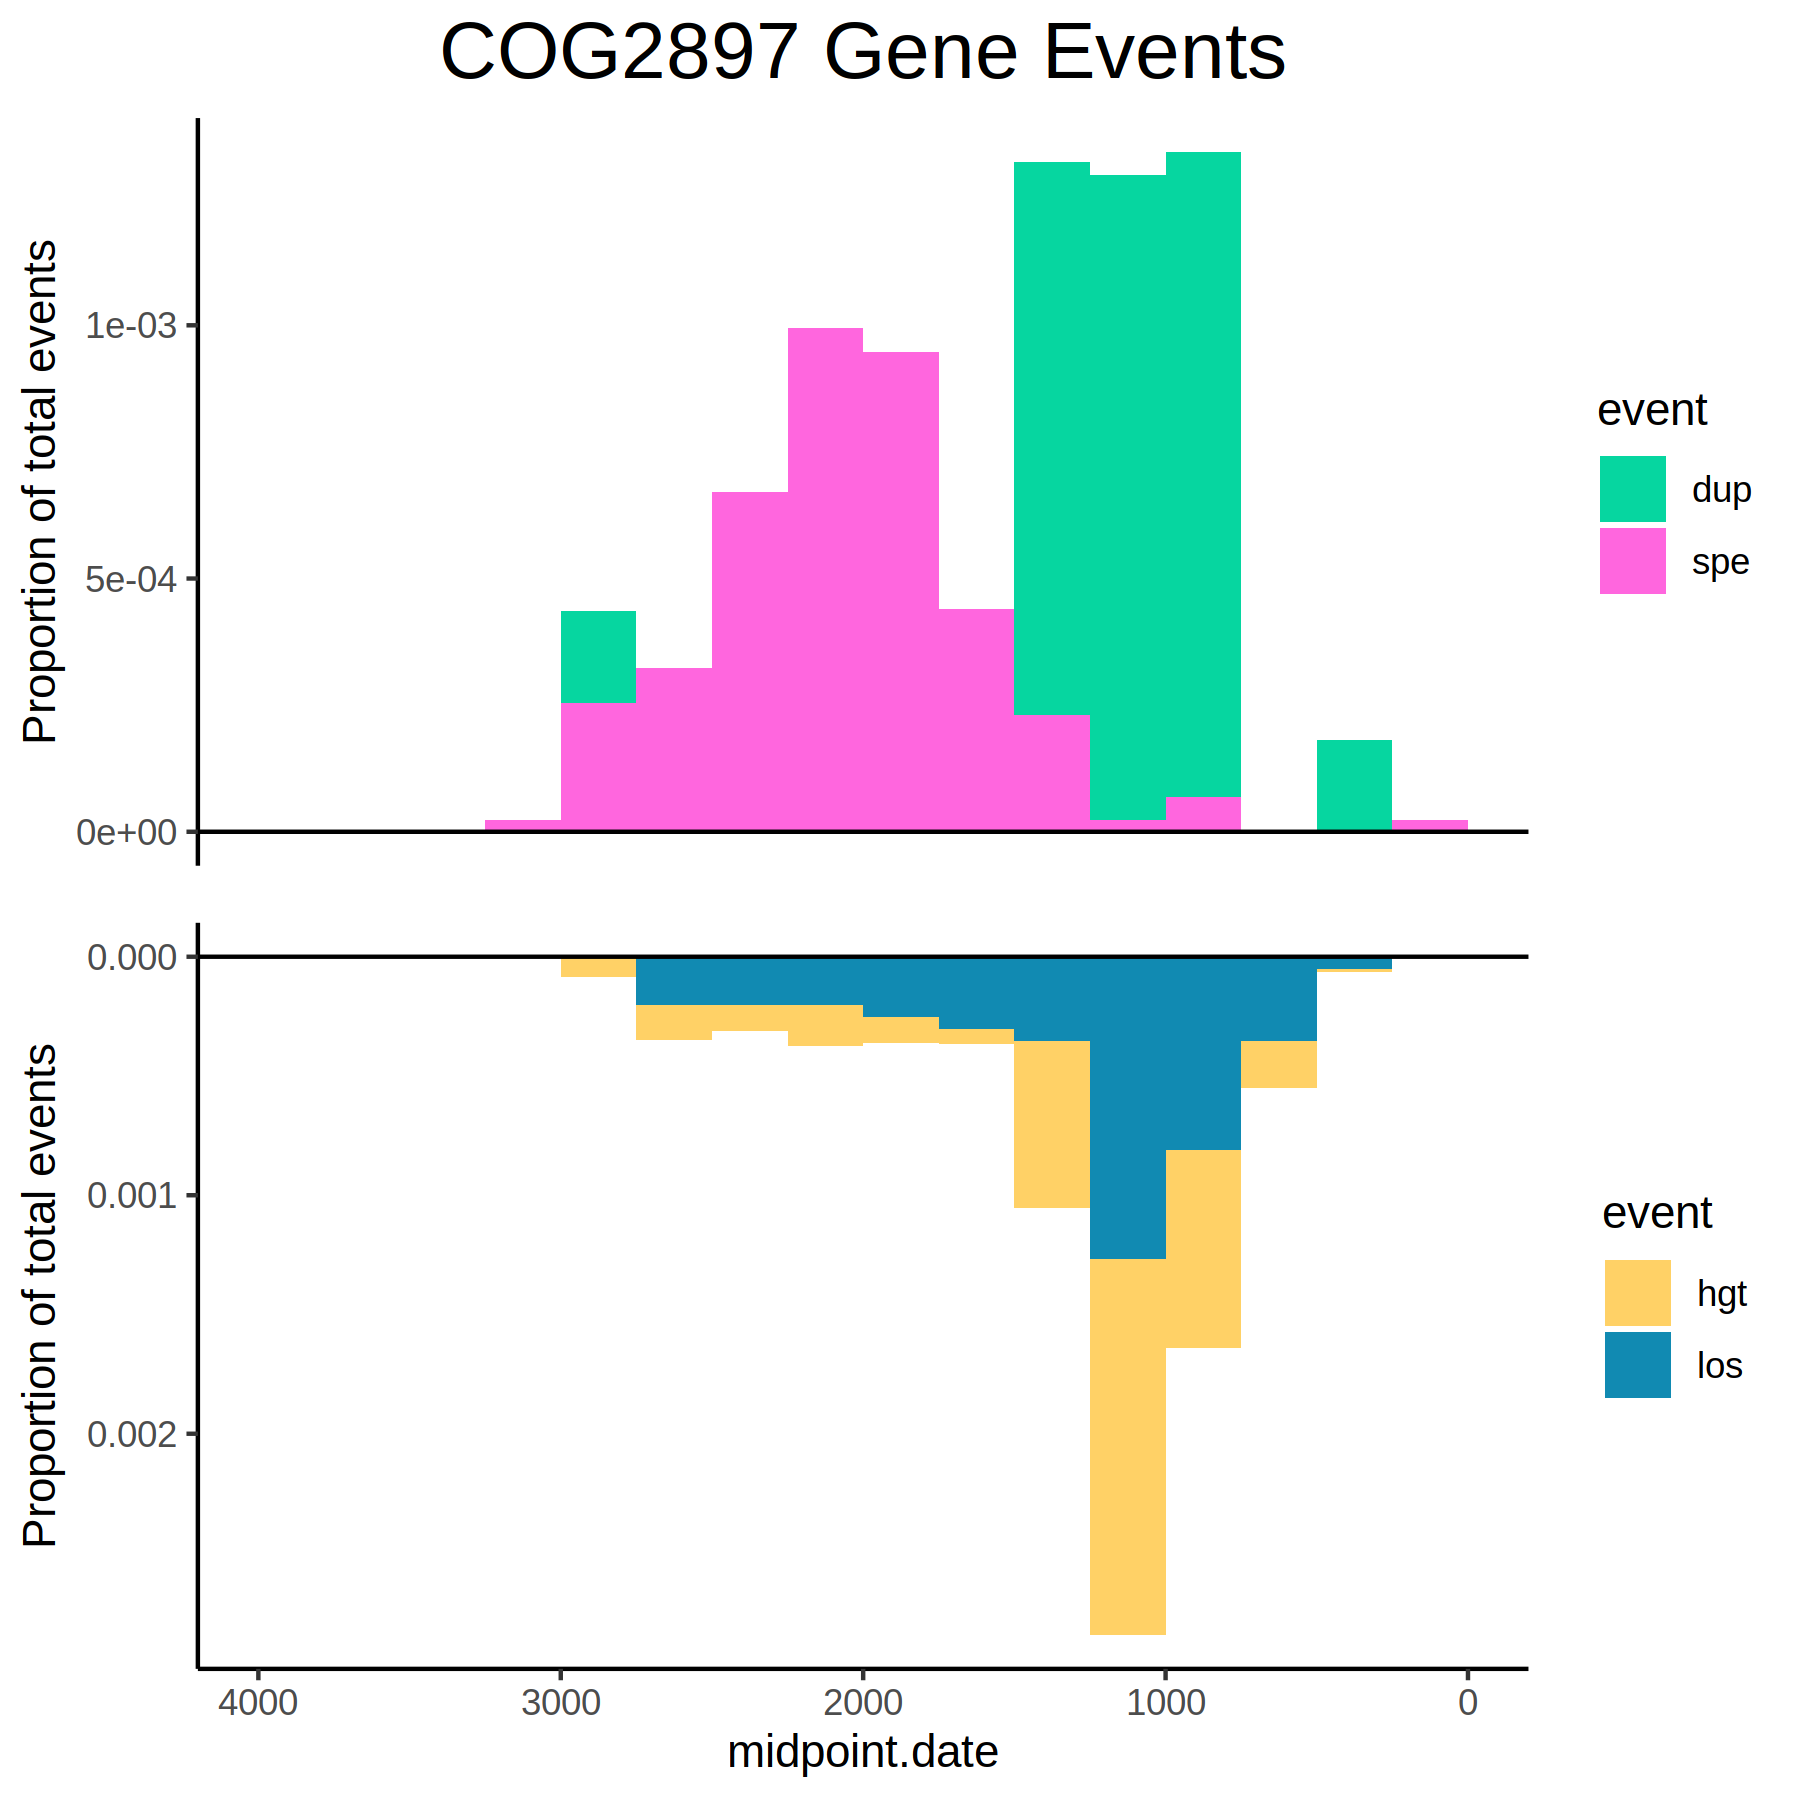 COG2897 Gene Events
Proportion of total events
1e-03
5e-04
0e+00
event
dup
spe
Proportion of total events
0.000
0.001
0.002
event
hgt
los
4000 3000 2000 1000 0
midpoint.date